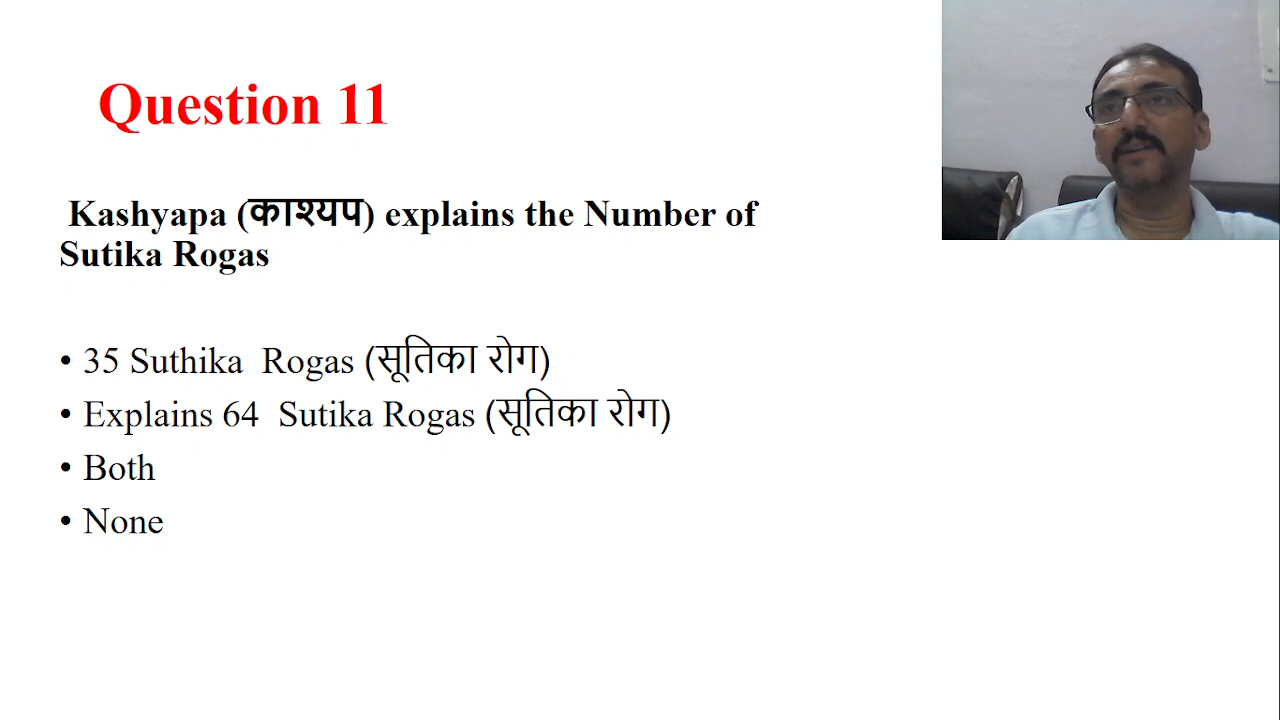 Question 11
Kashyapa (काश्यप) explains the Number of
Sutika Rogas
• 35 Suthika Rogas (सूतिका रोग)
• Explains 64 Sutika Rogas (सूतिका रोग)
• Both
• None